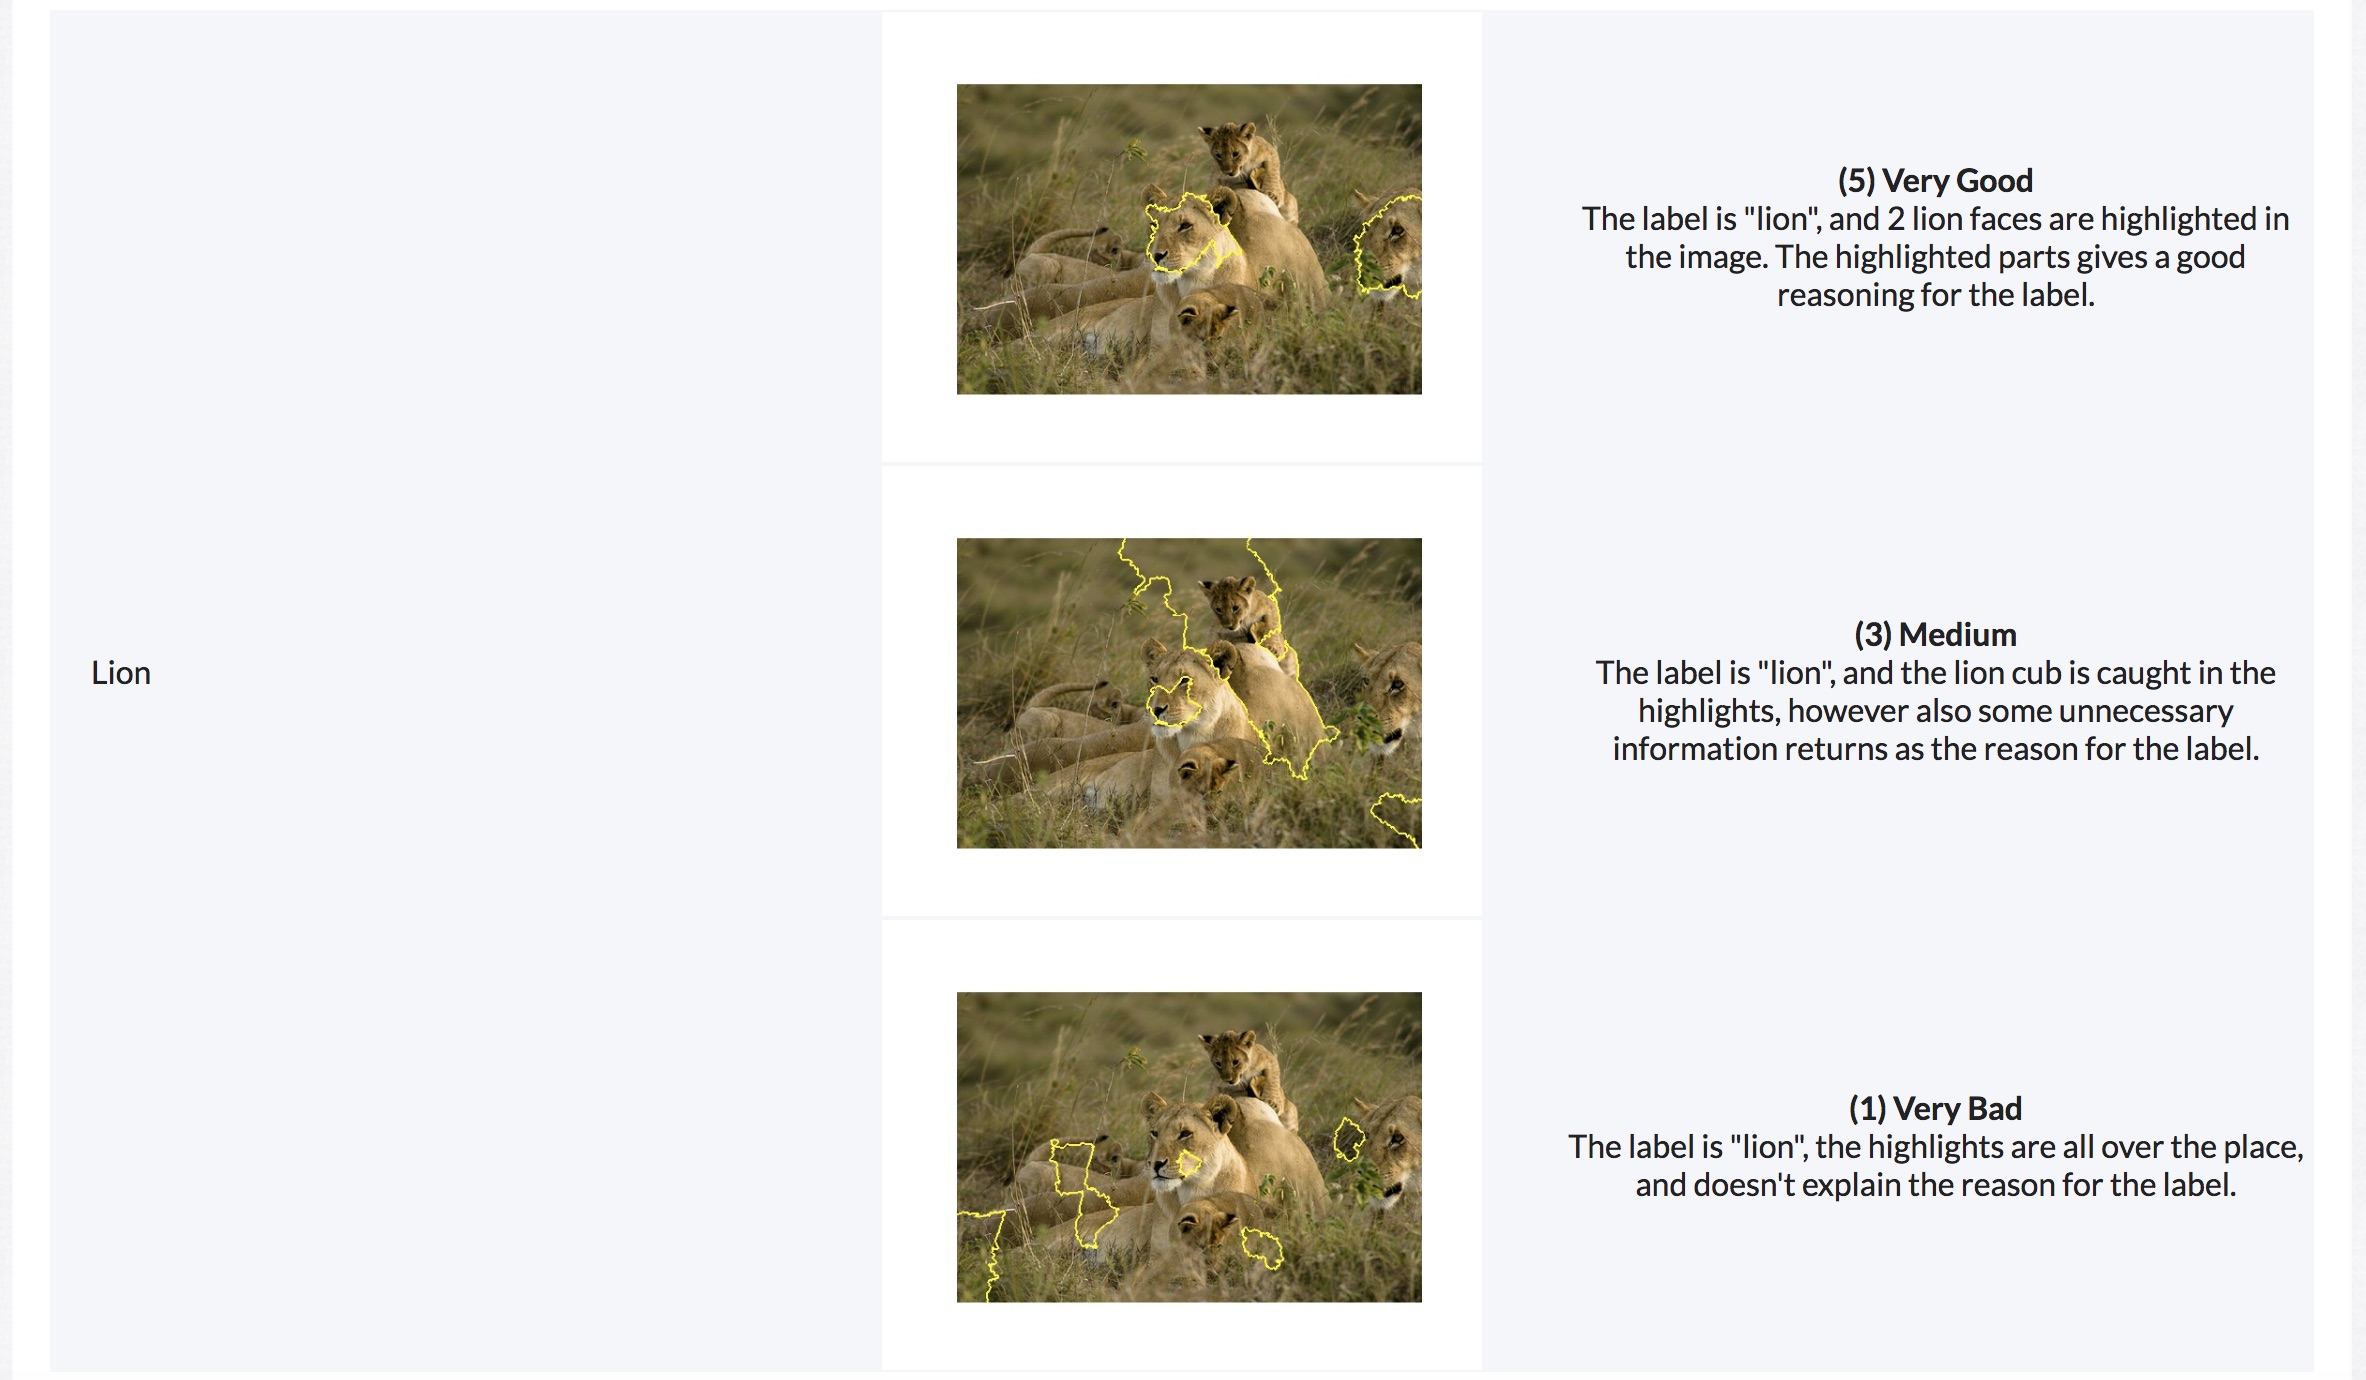 (5) Very Good
The label is "lion", and 2 lion faces are highlighted in
the image. The highlighted parts gives a good
reasoning for the label.
Lion
(3) Medium
The label is "lion", and the lion cub is caught in the
highlights, however also some unnecessary
information returns as the reason for the label.
(1) Very Bad
The label is "lion", the highlights are all over the place,
and doesn't explain the reason for the label.